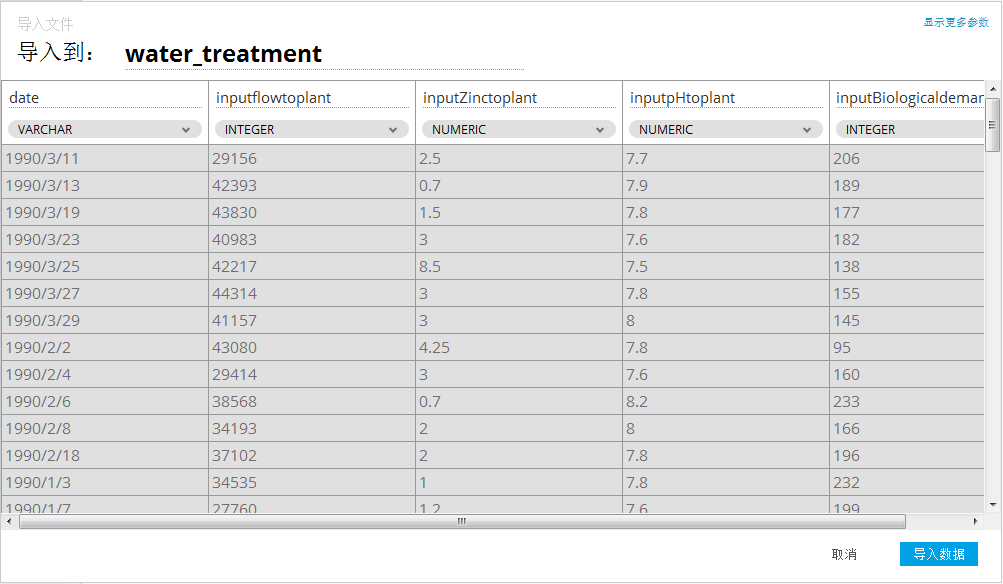 导入文件
显示更多参数
导入到： water_treatment
date inputflowtoplant inputZinctoplant inputpHtoplant inputBiologicaldemar
VARCHAR INTEGER NUMERIC NUMERIC INTEGER
1990/3/11 29156 2.5 7.7 206
1990/3/13 42393 0.7 7.9 189
1990/3/19 43830 1.5 7.8 177
1990/3/23 40983 3 7.6 182
1990/3/25 42217 8.5 7.5 138
1990/3/27 44314 3 7.8 155
1990/3/29 41157 3 8 145
1990/2/2 43080 4.25 7.8 95
1990/2/4 29414 3 7.6 160
1990/2/6 38568 0.7 8.2 233
1990/2/8 34193 2 8 166
1990/2/18 37102 2 7.8 196
1990/1/3 34535 1 7.8 232
1990/1/7 27760 1.2 7.6 199
取消 导入数据